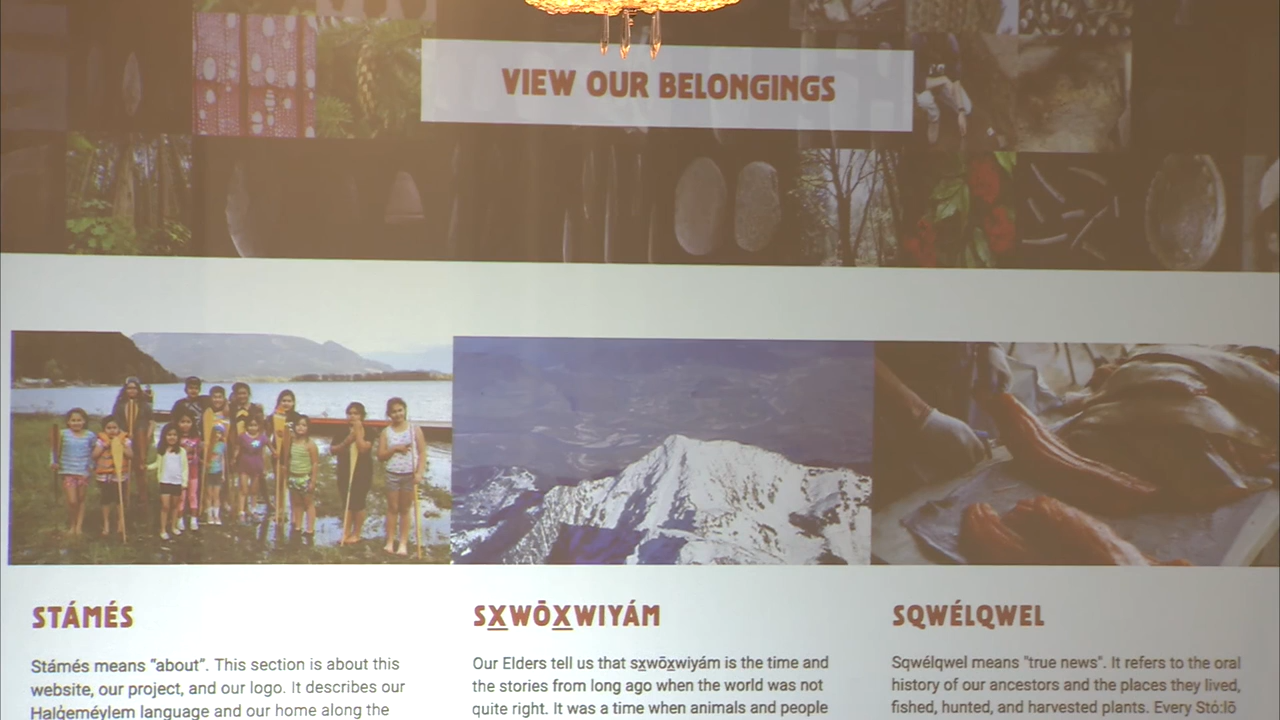 VIEW OUR BELONGINGS
STÁMÉS
Stámés means “about”. This section is about this
website, our project, and our logo. It describes our
Halq̓eméylem language and our home along the
SX̱WŌX̱WIYÁM
Our Elders tell us that sx̱wōx̱wiyám is the time and
the stories from long ago when the world was not
quite right. It was a time when animals and people
SQWÉLQWEL
Sqwélqwel means "true news". It refers to the oral
history of our ancestors and the places they lived,
fished, hunted, and harvested plants. Every Stó:lō